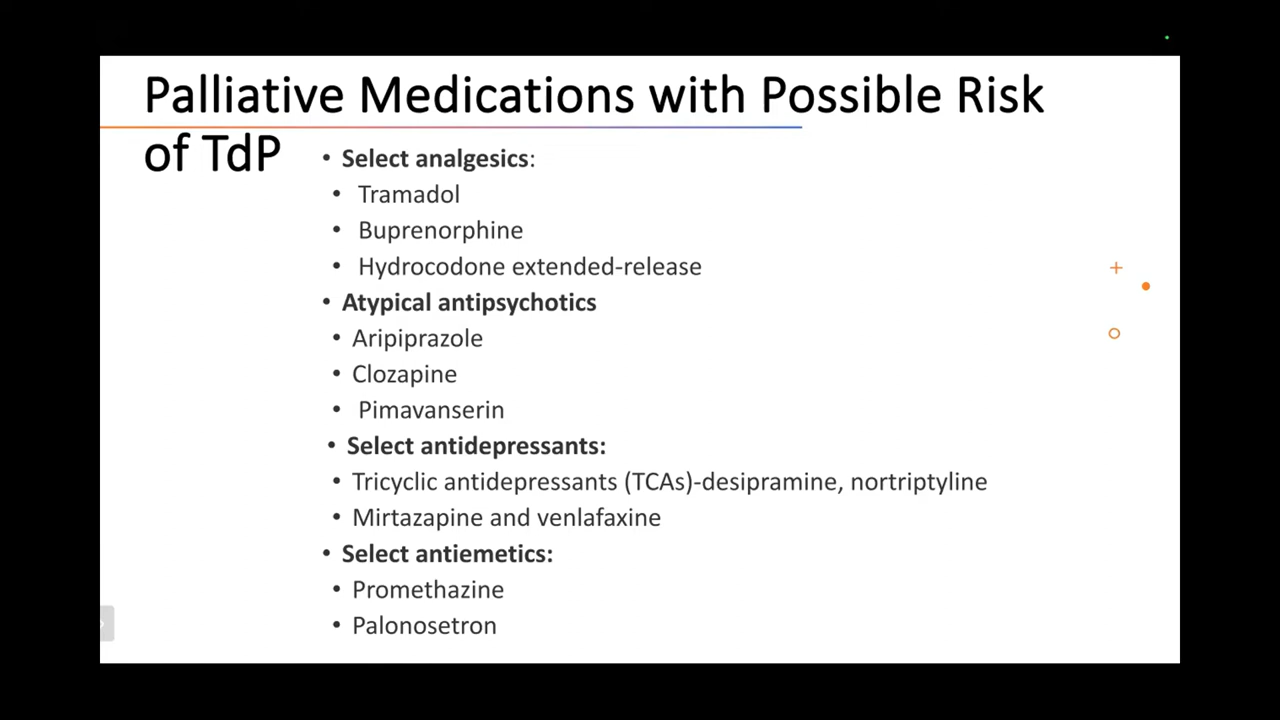 Palliative Medications with Possible Risk
of TdP
• Select analgesics:
• Tramadol
• Buprenorphine
• Hydrocodone extended-release
• Atypical antipsychotics
• Aripiprazole
• Clozapine
• Pimavanserin
• Select antidepressants:
• Tricyclic antidepressants (TCAs)-desipramine, nortriptyline
• Mirtazapine and venlafaxine
• Select antiemetics:
• Promethazine
• Palonosetron